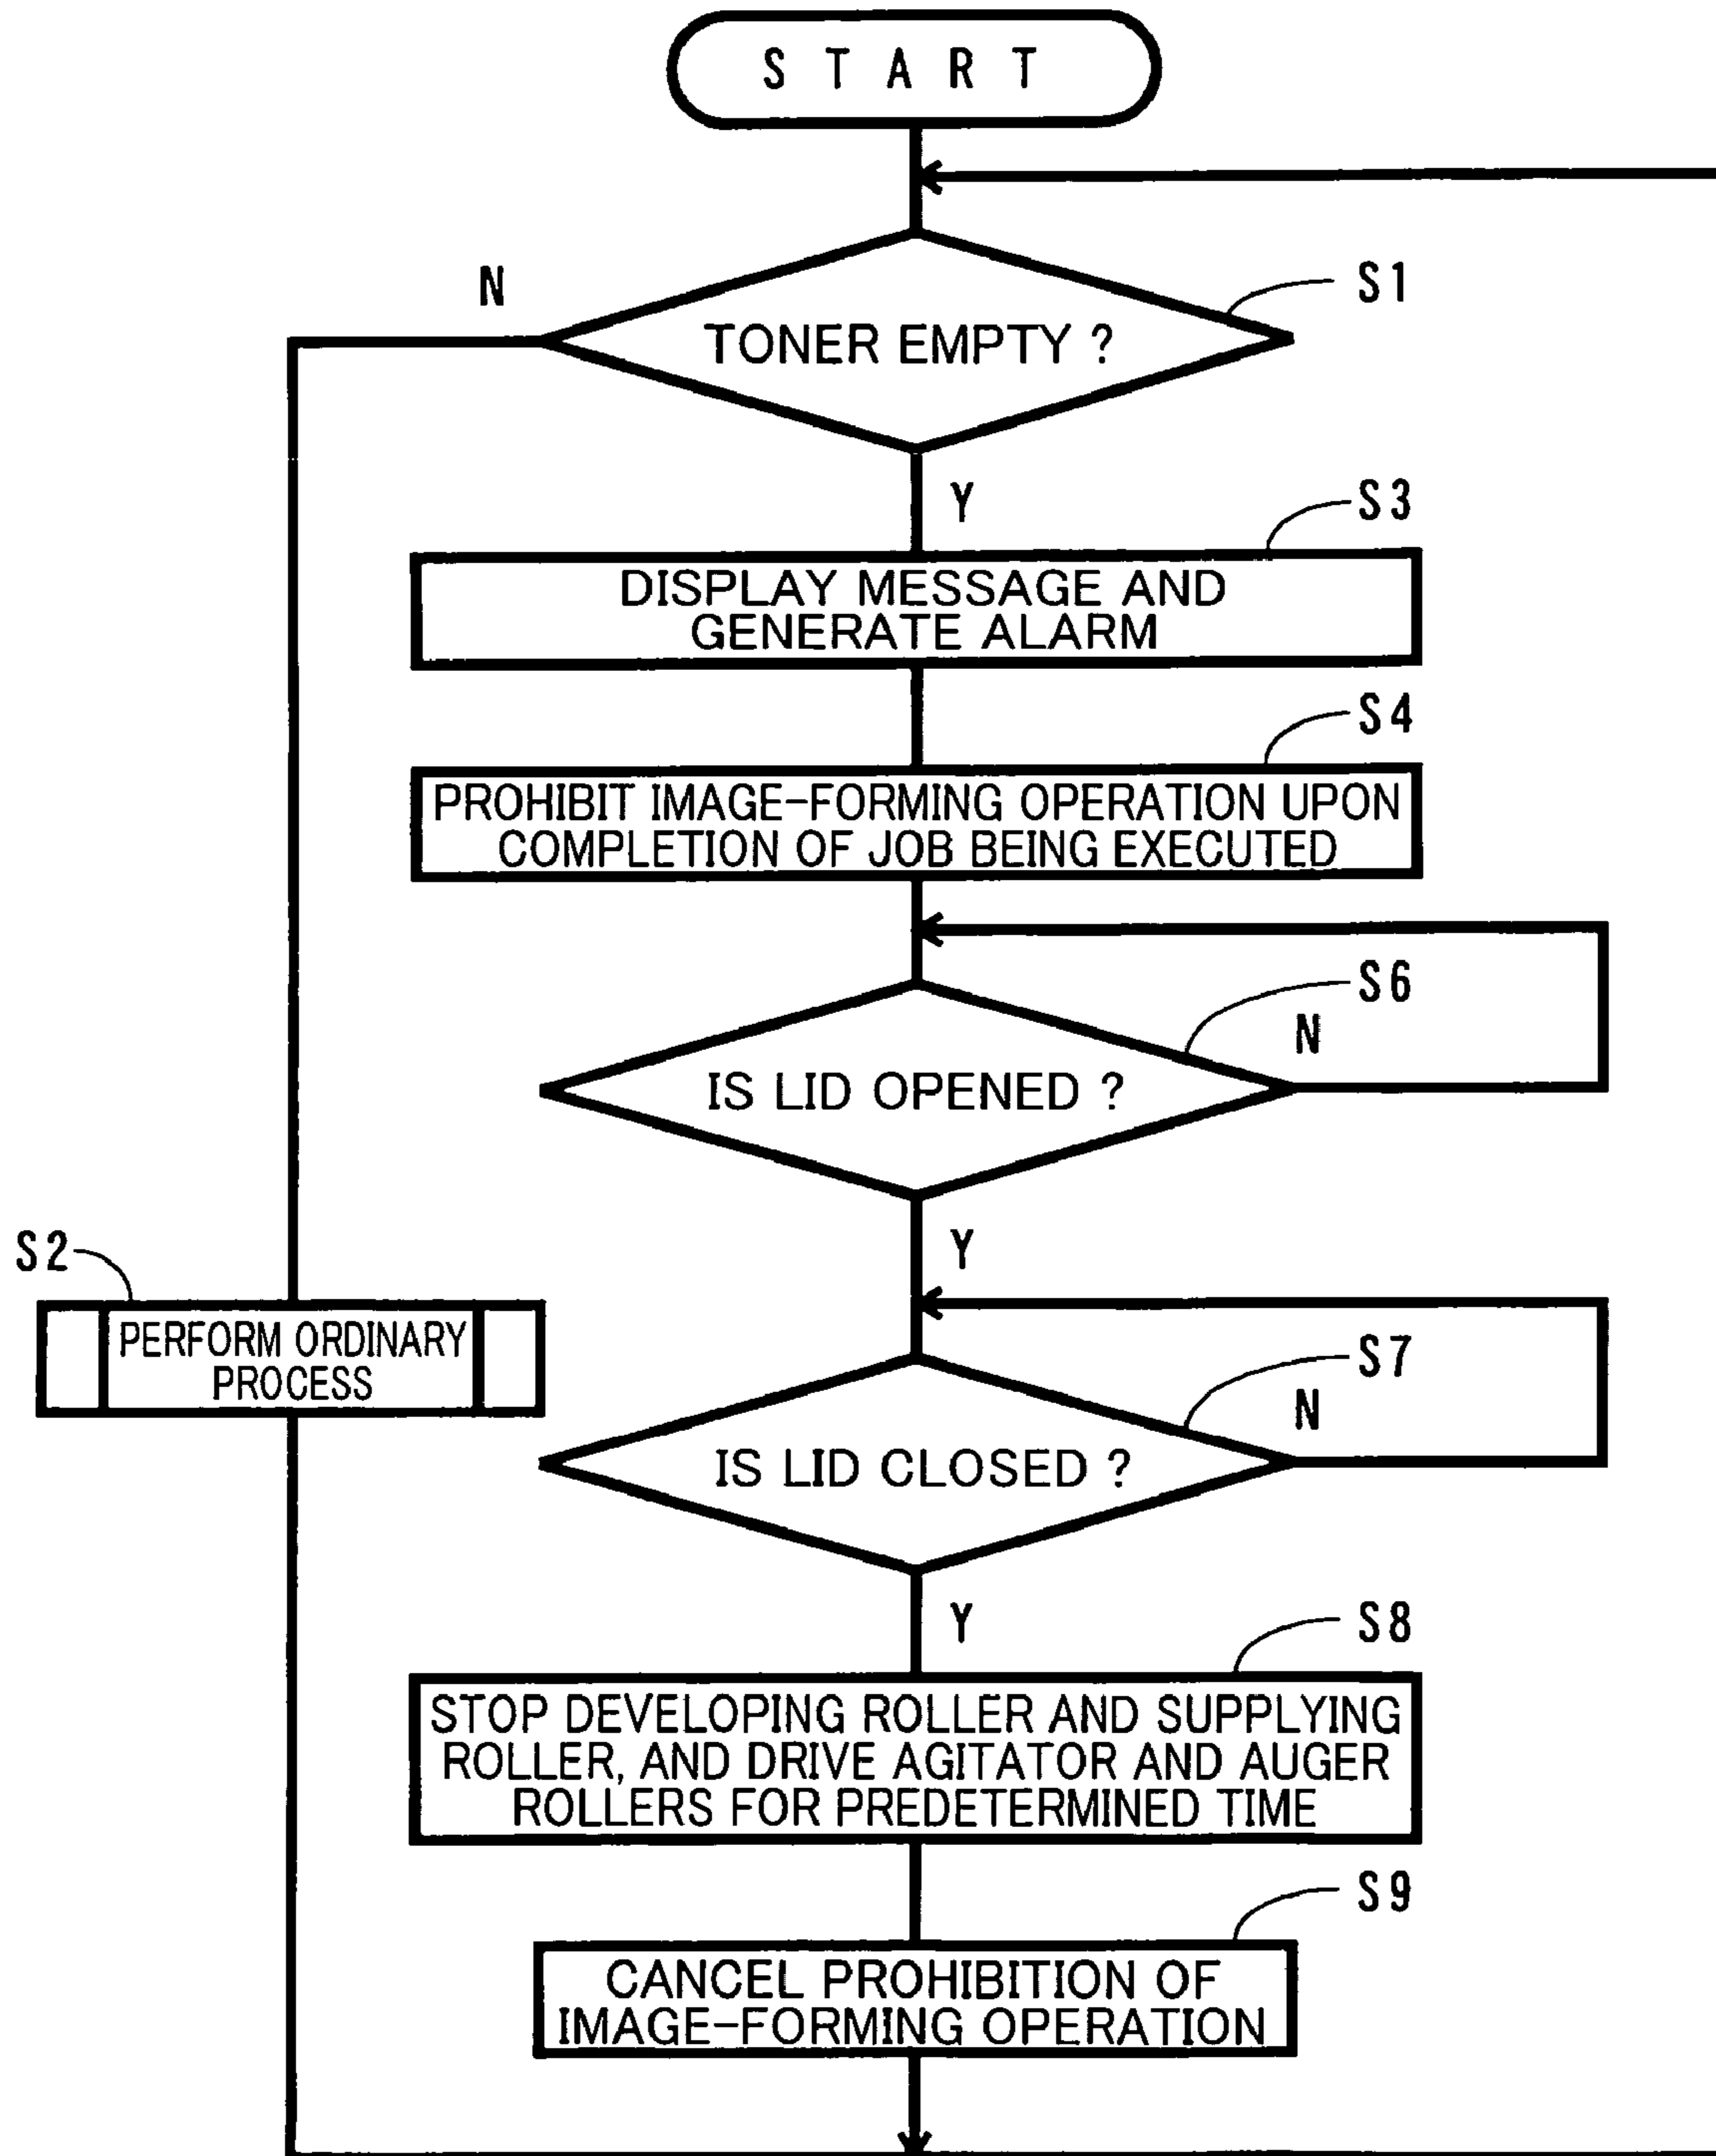 START
N
S1
TONER EMPTY ?
Y
S3
DISPLAY MESSAGE AND
GENERATE ALARM
S4
PROHIBIT IMAGE-FORMING OPERATION UPON
COMPLETION OF JOB BEING EXECUTED
S6
N
IS LID OPENED ?
Y
S2
PERFORM ORDINARY
PROCESS
S7
N
IS LID CLOSED ?
Y
S8
STOP DEVELOPING ROLLER AND SUPPLYING
ROLLER, AND DRIVE AGITATOR AND AUGER
ROLLERS FOR PREDETERMINED TIME
S9
CANCEL PROHIBITION OF
IMAGE-FORMING OPERATION